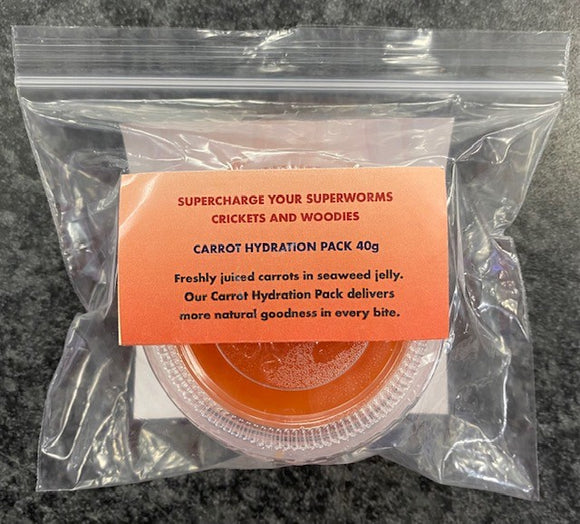 SUPERCHARGE YOUR SUPERWORMS
CRICKETS AND WOODIES
CARROT HYDRATION PACK 40g
Freshly juiced carrots in seaweed jelly.
Our Carrot Hydration Pack delivers
more natural goodness in every bite.